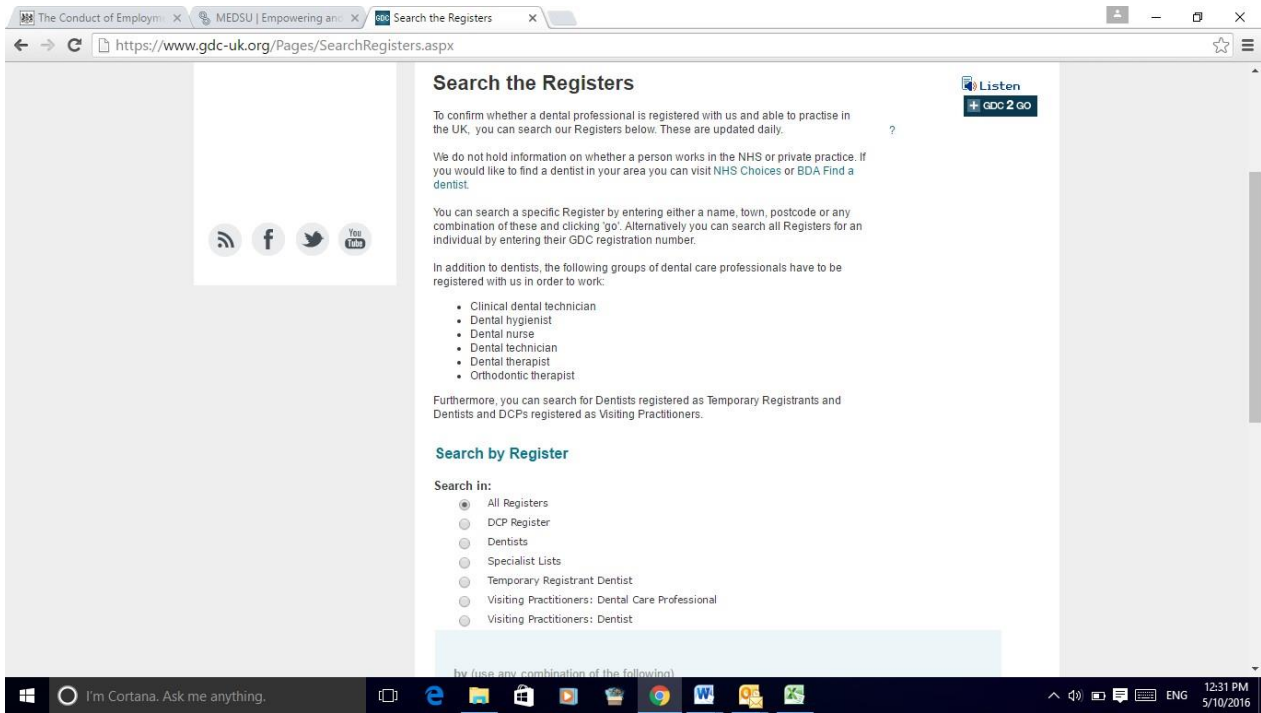 The Conduct of Employm
MEDSU | Empowering and
GDC Search the Registers
https://www.gdc-uk.org/Pages/SearchRegisters.aspx
Search the Registers
Listen
+ GDC 2 GO
To confirm whether a dental professional is registered with us and able to practise in
the UK, you can search our Registers below. These are updated daily.
?
We do not hold information on whether a person works in the NHS or private practice. If
you would like to find a dentist in your area you can visit NHS Choices or BDA Find a
dentist.
You can search a specific Register by entering either a name, town, postcode or any
combination of these and clicking 'go'. Alternatively you can search all Registers for an
individual by entering their GDC registration number.
You Tube
In addition to dentists, the following groups of dental care professionals have to be
registered with us in order to work:
• Clinical dental technician
• Dental hygienist
• Dental nurse
• Dental technician
• Dental therapist
• Orthodontic therapist
Furthermore, you can search for Dentists registered as Temporary Registrants and
Dentists and DCPs registered as Visiting Practitioners.
Search by Register
Search in:
All Registers
DCP Register
Dentists
Specialist Lists
Temporary Registrant Dentist
Visiting Practitioners: Dental Care Professional
Visiting Practitioners: Dentist
by (use any combination of the following)
I'm Cortana. Ask me anything.
ENG
12:31 PM
5/10/2016